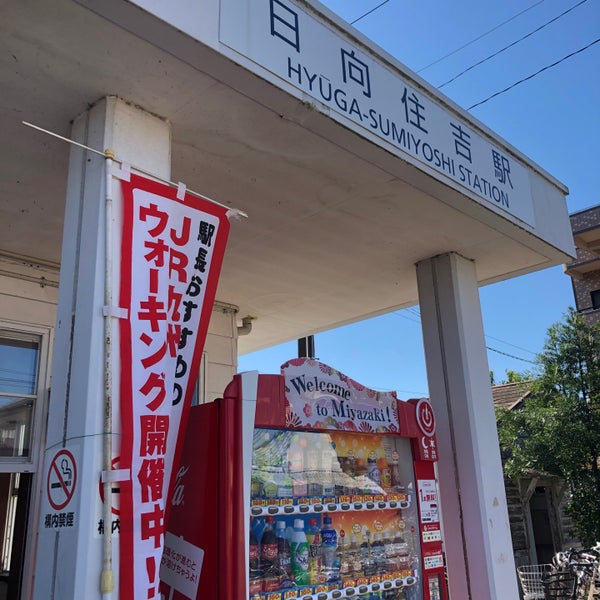 日向住吉駅
HYŪGA-SUMIYOSHI STATION
駅長おすすめの
JR九州
ウォーキング開催中!
Welcome
to Miyazaki!
構内禁煙